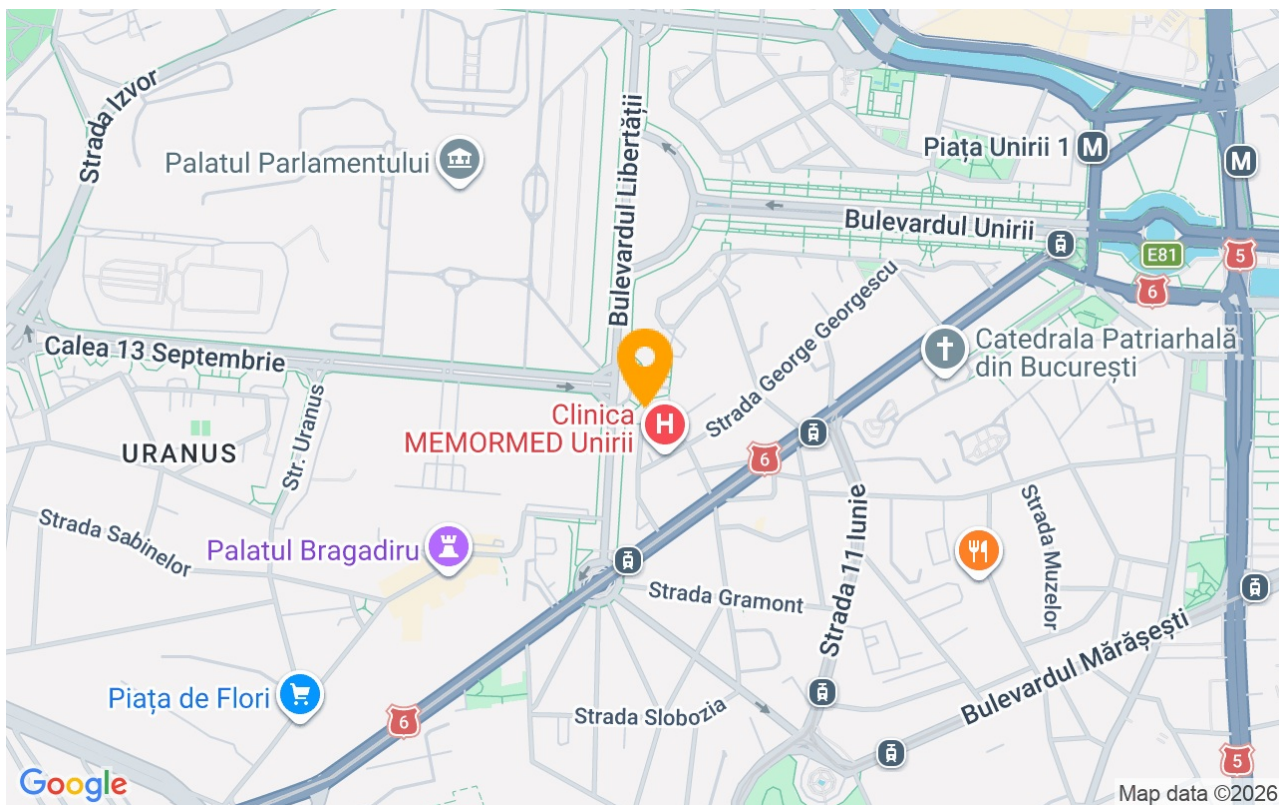 Strada Izvor
Palatul Parlamentului
Bulevardul Libertății
Piața Unirii 1
M
M
Bulevardul Unirii
E81
5
6
Strada George Georgescu
Catedrala Patriarhală
din București
Calea 13 Septembrie
Clinica
MEMORMED Unirii
H
URANUS
Str. Uranus
6
Strada Sabinelor
Palatul Bragadiru
Strada 11 Iunie
Strada Muzelor
Strada Gramont
Bulevardul Mărășești
Piața de Flori
6
Strada Slobozia
5
Google
Map data ©2026